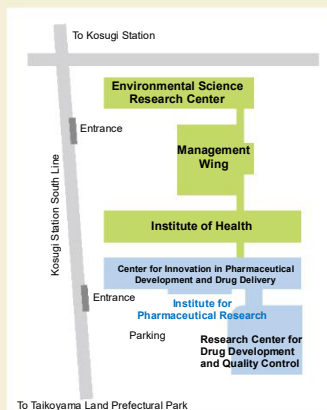 To Kosugi Station
Environmental Science
Research Center
Entrance
Management
Wing
Kosugi Station South Line
Institute of Health
Center for Innovation in Pharmaceutical
Development and Drug Delivery
Entrance
Institute for
Pharmaceutical Research
Parking
Research Center for
Drug Development
and Quality Control
To Taikoyama Land Prefectural Park